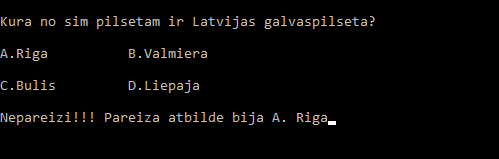 Kura no sim pilsetam ir Latvijas galvaspilseta?
A.Riga B.Valmiera
C.Bulis D.Liepaja
Nepareizi!!! Pareiza atbilde bija A. Riga